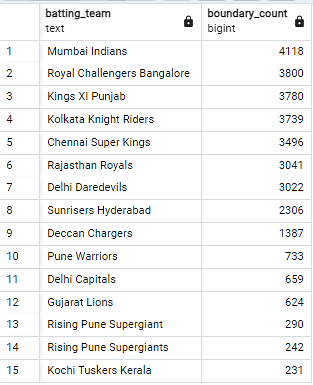 batting_team text boundary_count bigint
1 Mumbai Indians 4118
2 Royal Challengers Bangalore 3800
3 Kings XI Punjab 3780
4 Kolkata Knight Riders 3739
5 Chennai Super Kings 3496
6 Rajasthan Royals 3041
7 Delhi Daredevils 3022
8 Sunrisers Hyderabad 2306
9 Deccan Chargers 1387
10 Pune Warriors 733
11 Delhi Capitals 659
12 Gujarat Lions 624
13 Rising Pune Supergiant 290
14 Rising Pune Supergiants 242
15 Kochi Tuskers Kerala 231